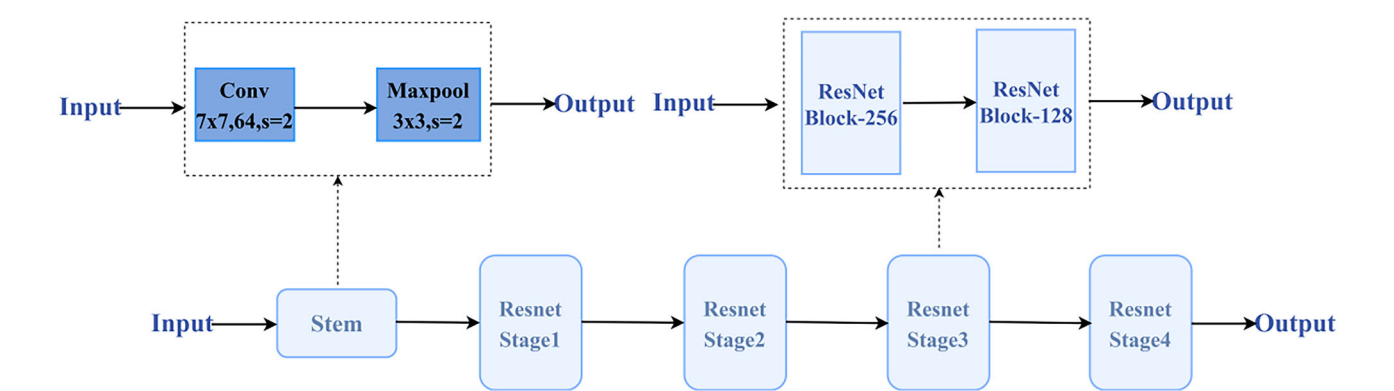 Input
Conv
7x7,64,s=2
Maxpool
3x3,s=2
Output
Input
ResNet
Block-256
ResNet
Block-128
Output
Input
Stem
Resnet
Stage1
Resnet
Stage2
Resnet
Stage3
Resnet
Stage4
Output